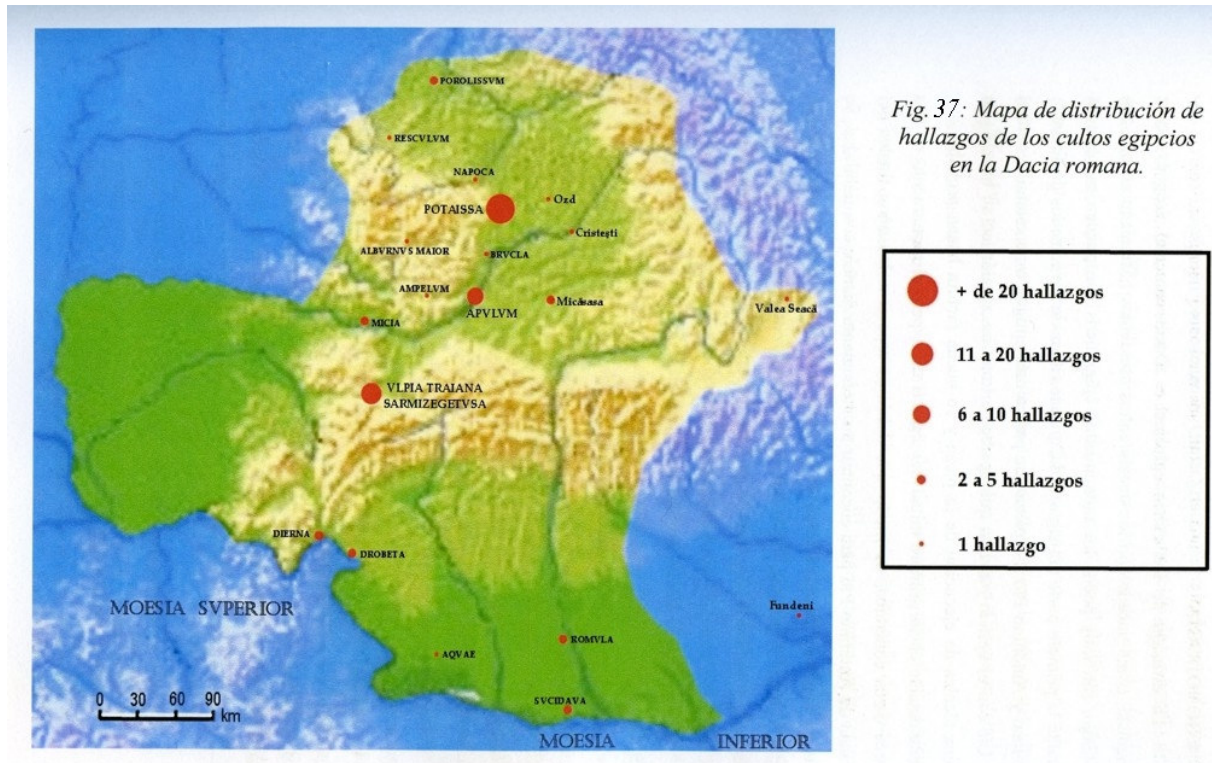 POROLISSVM
RESCVLVM
NAPOCA
POTAISSA
Ozd
Cristeşti
ALBVRNVS MAIOR
BRVCLA
AMPELVM
APVLVM
Micăsasa
Valea Seacă
MICIA
VLPIA TRAIANA
SARMIZEGETVSA
DIERNA
DROBETA
MOESIA SVPERIOR
Fundeni
ROMVLA
AQVAE
SVCIDAVA
0 30 60 90
km
MOESIA INFERIOR
Fig. 37: Mapa de distribución de
hallazgos de los cultos egipcios
en la Dacia romana.
+ de 20 hallazgos
11 a 20 hallazgos
6 a 10 hallazgos
2 a 5 hallazgos
1 hallazgo